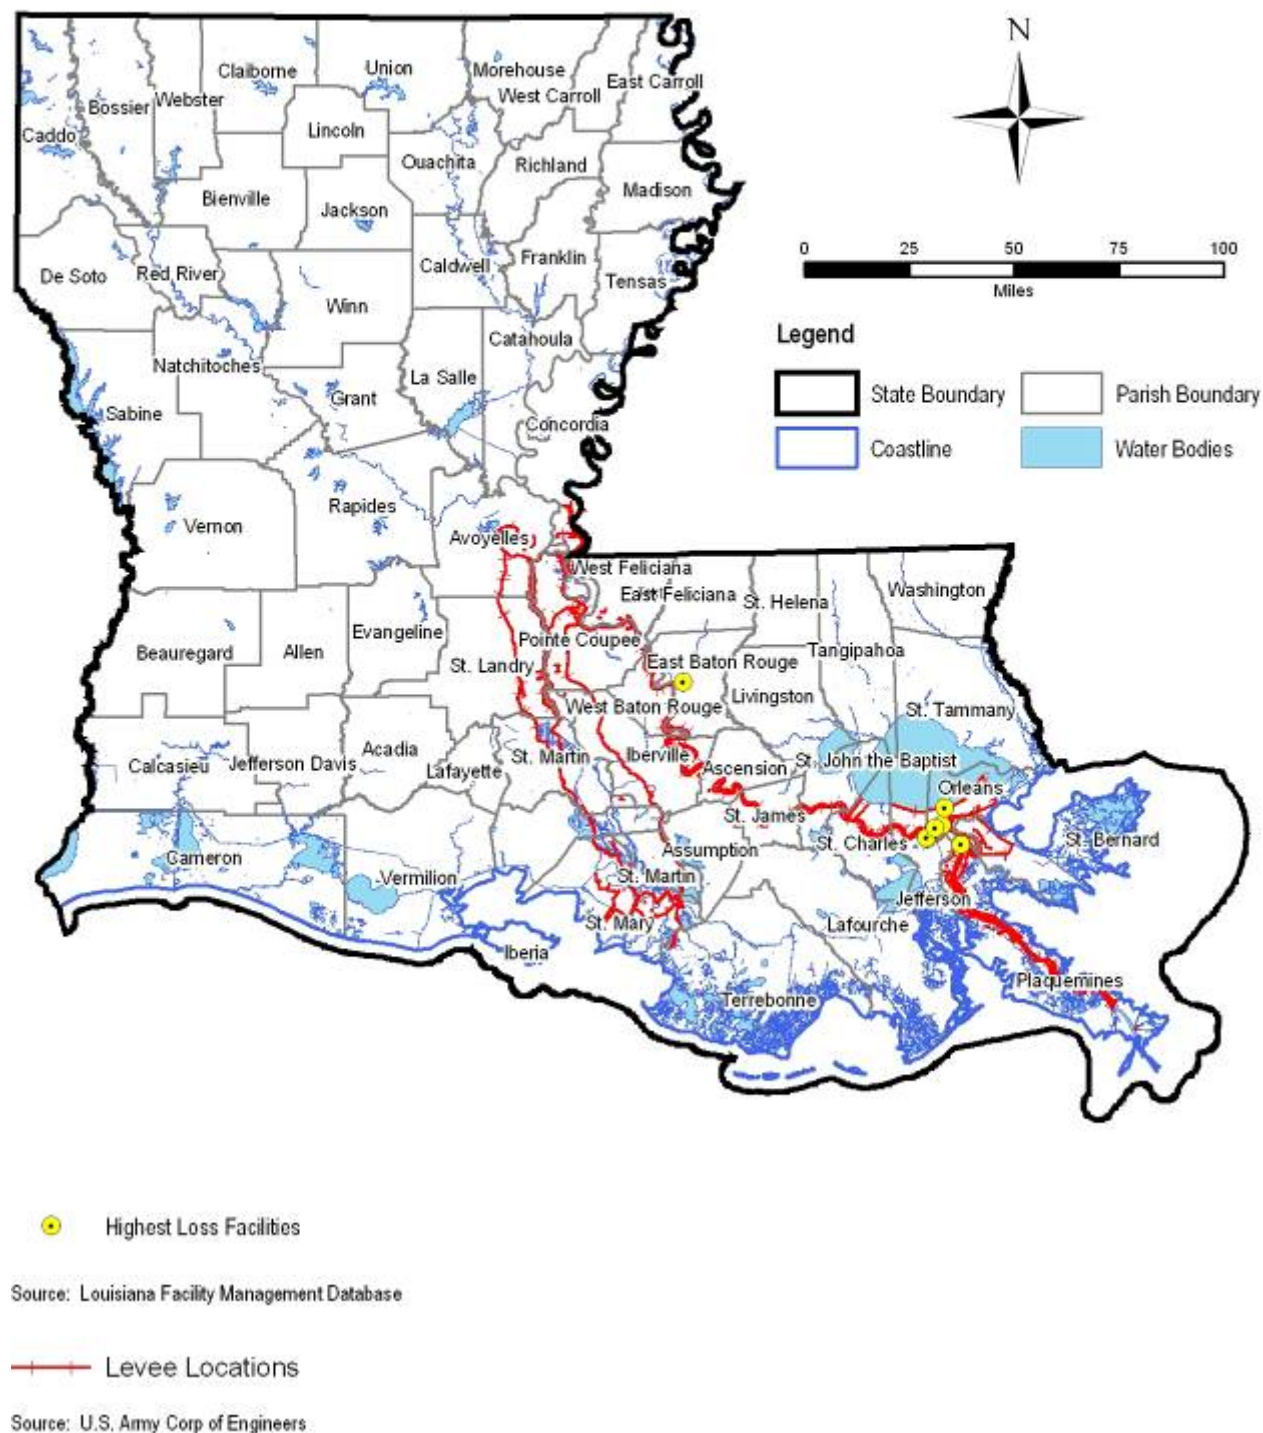 N
Claiborne
Union
Morehouse
East Carroll
Bossier
Webster
West Carroll
Caddo
Lincoln
Ouachita
Richland
Madison
Bienville
Jackson
De Soto
Red River
Caldwell
Franklin
Tensas
Winn
Catahoula
Natchitoches
La Salle
Sabine
Grant
Concordia
Vernon
Rapides
Avoyelles
West Feliciana
East Feliciana
St. Helena
Washington
Beauregard
Allen
Evangeline
Pointe Coupee
St. Landry
East Baton Rouge
Tangipahoa
Livingston
West Baton Rouge
St. Tammany
Calcasieu
Jefferson Davis
Acadia
Lafayette
St. Martin
Iberville
Ascension
St. John the Baptist
Orleans
St. James
St. Charles
St. Bernard
Cameron
Vermilion
Assumption
St. Martin
Jefferson
St. Mary
Lafourche
Iberia
Terrebonne
Plaquemines
0 25 50 75 100
Miles
Legend
State Boundary
Parish Boundary
Coastline
Water Bodies
Highest Loss Facilities
Source: Louisiana Facility Management Database
Levee Locations
Source: U.S. Army Corp of Engineers